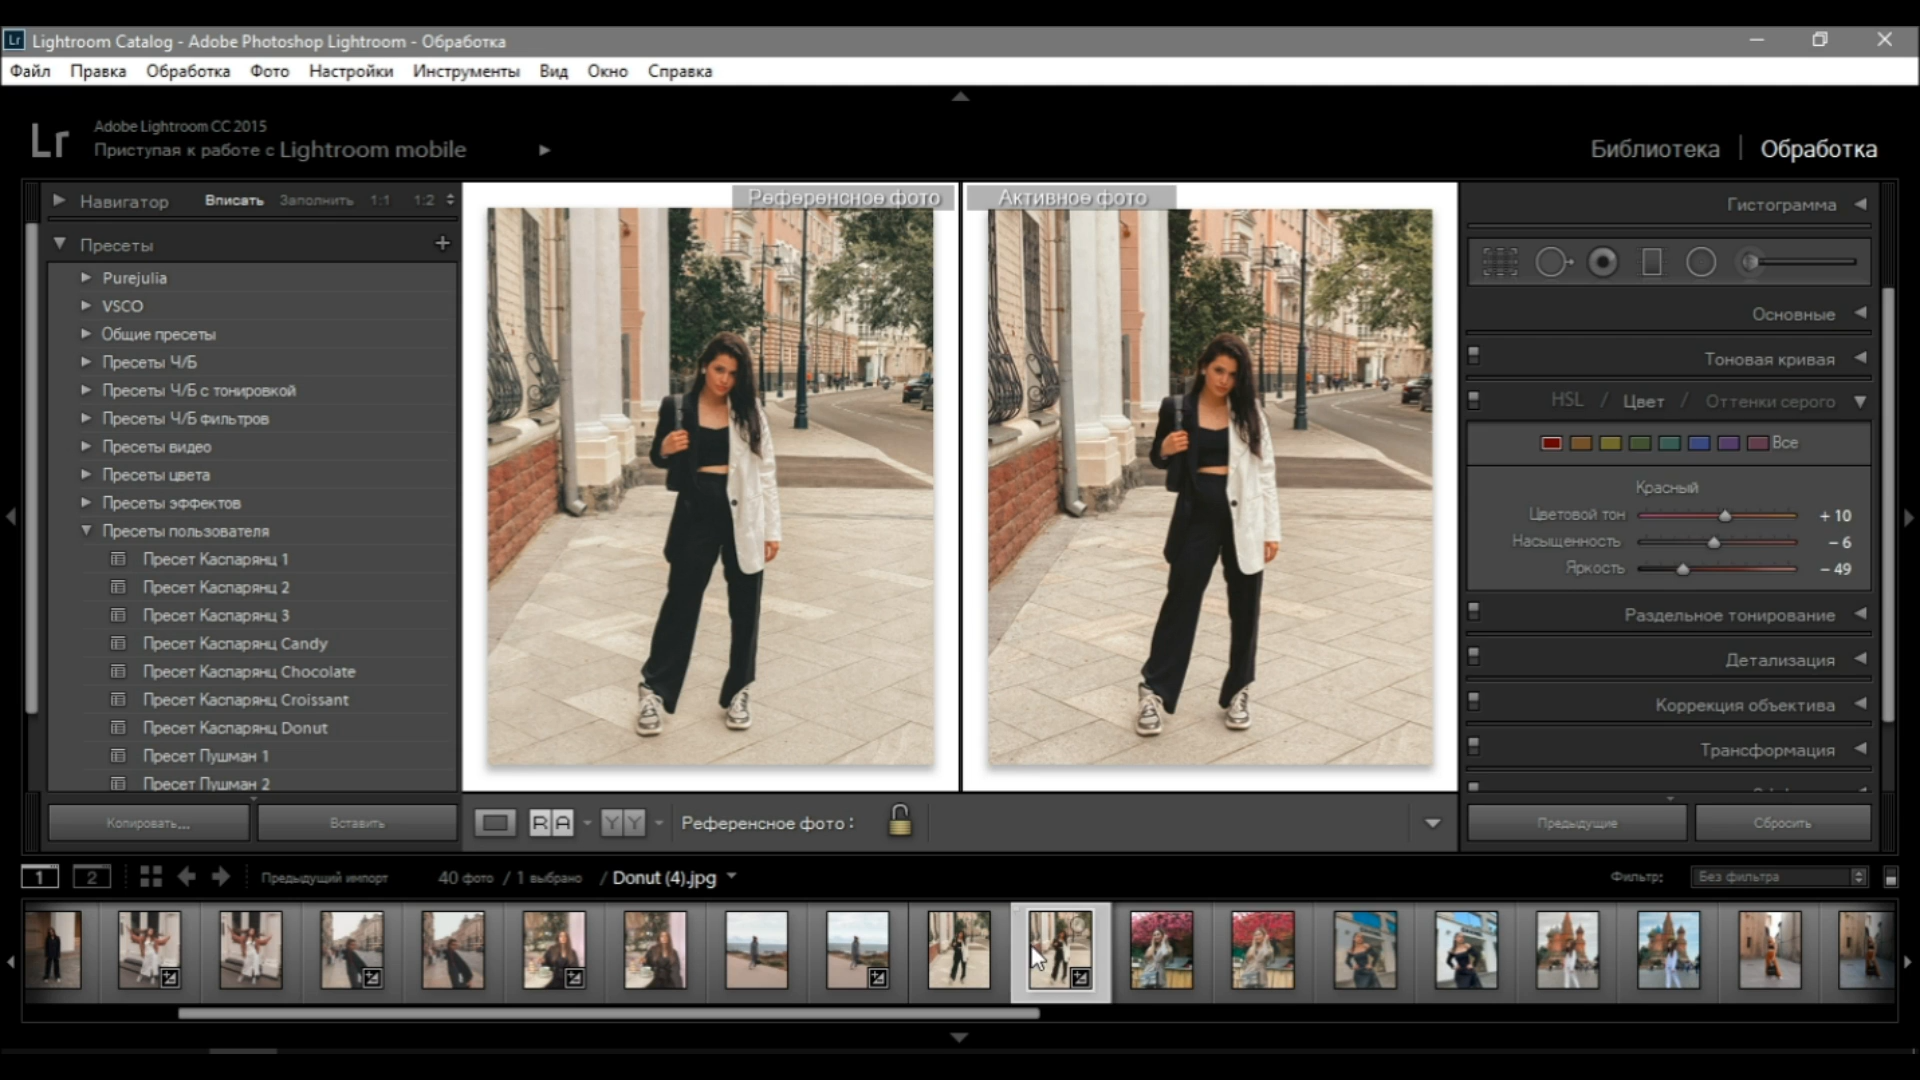 Lr Lightroom Catalog - Adobe Photoshop Lightroom - Обработка
Файл Правка Обработка Фото Настройки Инструменты Вид Окно Справка
Lr
Adobe Lightroom CC 2015
Приступая к работе с Lightroom mobile
Библиотека | Обработка
Навигатор Вписать Заполнить 1:1 1:2
Пресеты +
Purejulia
VSCO
Общие пресеты
Пресеты Ч/Б
Пресеты Ч/Б с тонировкой
Пресеты Ч/Б фильтров
Пресеты видео
Пресеты цвета
Пресеты эффектов
Пресеты пользователя
Пресет Каспарянц 1
Пресет Каспарянц 2
Пресет Каспарянц 3
Пресет Каспарянц Candy
Пресет Каспарянц Chocolate
Пресет Каспарянц Croissant
Пресет Каспарянц Donut
Пресет Пушман 1
Пресет Пушман 2
Копировать... Вставить
Референсное фото
Активное фото
RA YY Референсное фото :
Гистограмма
Основные
Тоновая кривая
HSL / Цвет / Оттенки серого
Все
Красный
Цветовой тон + 10
Насыщенность – 6
Яркость – 49
Раздельное тонирование
Детализация
Коррекция объектива
Трансформация
Предыдущие Сбросить
1 2 Предыдущий импорт 40 фото / 1 выбрано / Donut (4).jpg Фильтр: Без фильтра